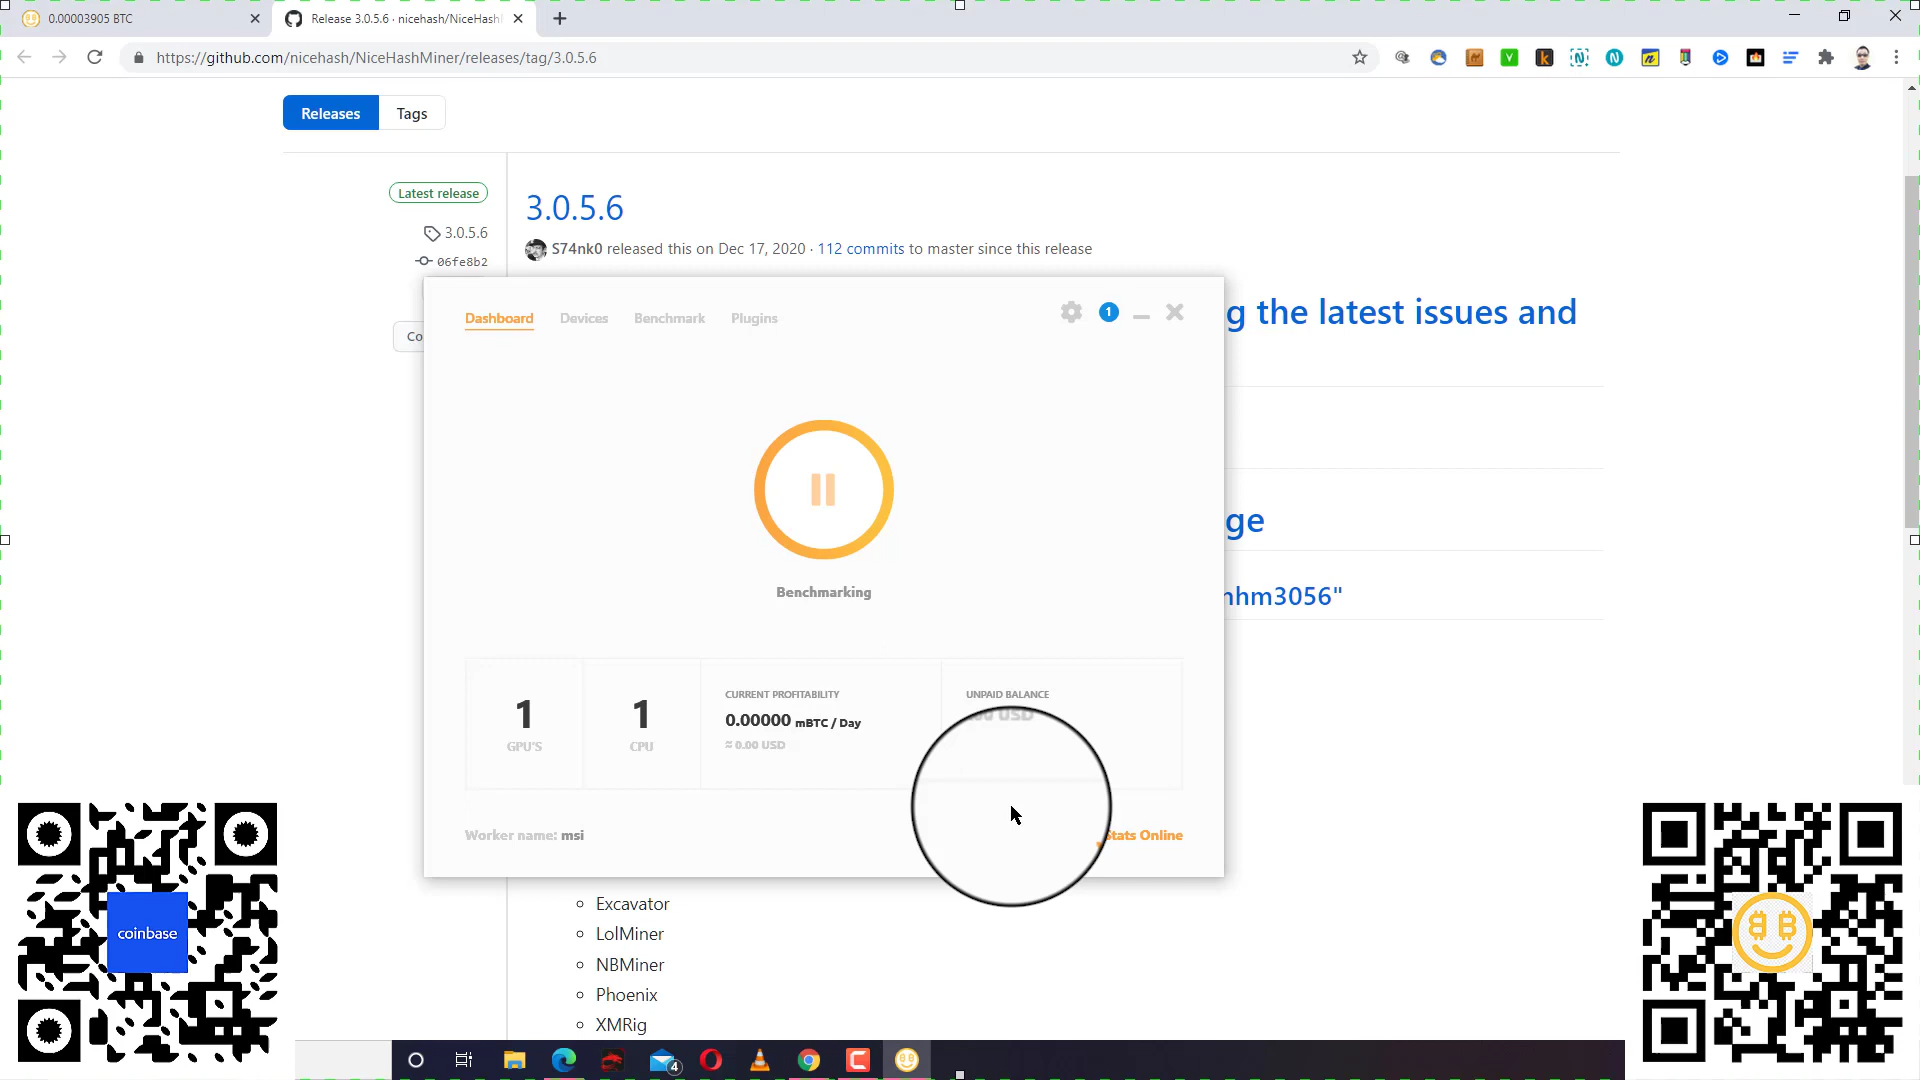 0.00003905 BTC
Release 3.0.5.6 · nicehash/NiceHash
https://github.com/nicehash/NiceHashMiner/releases/tag/3.0.5.6
Releases
Tags
Latest release
3.0.5.6
3.0.5.6
S74nk0 released this on Dec 17, 2020 · 112 commits to master since this release
06fe8b2
g the latest issues and
Co
Dashboard
Devices
Benchmark
Plugins
1
ge
Benchmarking
nhm3056"
1
GPU'S
1
CPU
CURRENT PROFITABILITY
0.00000 mBTC / Day
≈ 0.00 USD
UNPAID BALANCE
USD
Worker name: msi
Stats Online
Excavator
LolMiner
NBMiner
Phoenix
XMRig
coinbase
4